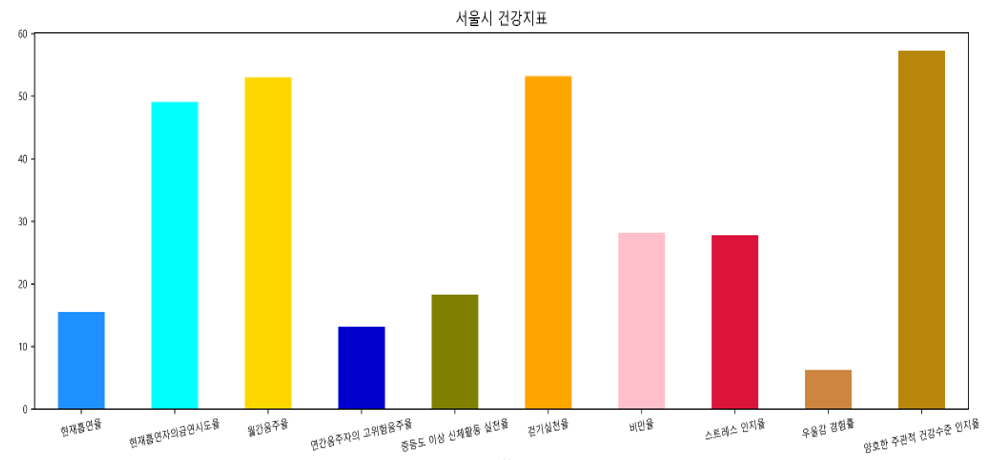 서울시 건강지표
60
50
40
30
20
10
0
현재흡연율
현재흡연자의금연시도율
월간음주율
연간음주자의 고위험음주율
중등도 이상 신체활동 실천율
걷기실천율
비만율
스트레스 인지율
우울감 경험률
양호한 주관적 건강수준 인지율